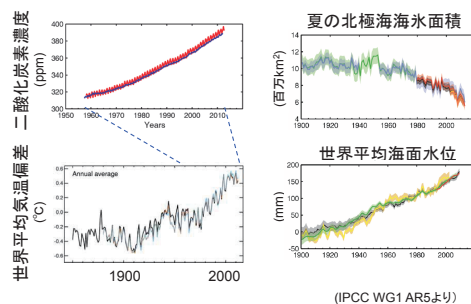 二酸化炭素濃度
(ppm)
400
380
360
340
320
300
1950 1960 1970 1980 1990 2000 2010
Years
夏の北極海海氷面積
(百万km²)
14
12
10
8
6
4
1900 1920 1940 1960 1980 2000
世界平均気温偏差
(℃)
Annual average
0.6
0.4
0.2
0.0
-0.2
-0.4
-0.6
1900 2000
世界平均海面水位
(mm)
200
150
100
50
0
-50
1900 1920 1940 1960 1980 2000
(IPCC WG1 AR5より)